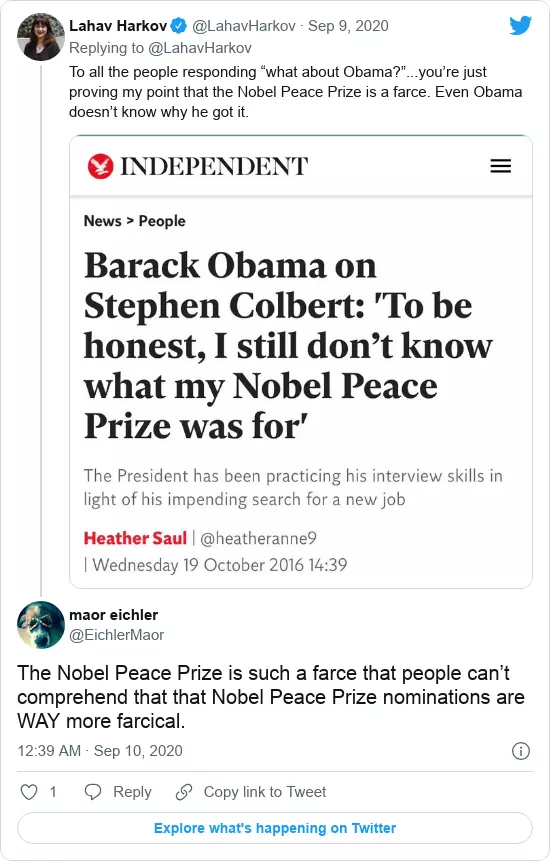 Lahav Harkov @LahavHarkov · Sep 9, 2020
Replying to @LahavHarkov
To all the people responding “what about Obama?”...you’re just
proving my point that the Nobel Peace Prize is a farce. Even Obama
doesn’t know why he got it.
INDEPENDENT
News > People
Barack Obama on
Stephen Colbert: 'To be
honest, I still don’t know
what my Nobel Peace
Prize was for'
The President has been practicing his interview skills in
light of his impending search for a new job
Heather Saul | @heatheranne9
| Wednesday 19 October 2016 14:39
maor eichler
@EichlerMaor
The Nobel Peace Prize is such a farce that people can’t
comprehend that that Nobel Peace Prize nominations are
WAY more farcical.
12:39 AM · Sep 10, 2020
1 Reply Copy link to Tweet
Explore what's happening on Twitter